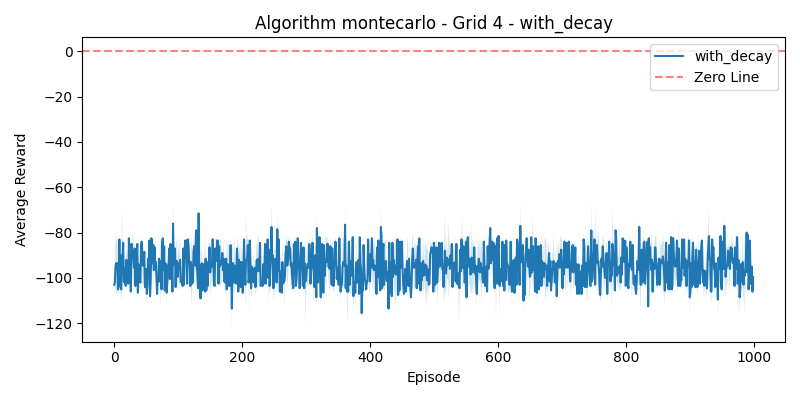 Algorithm montecarlo - Grid 4 - with_decay
Average Reward
0
−20
−40
−60
−80
−100
−120
with_decay
Zero Line
0
200
400
600
800
1000
Episode